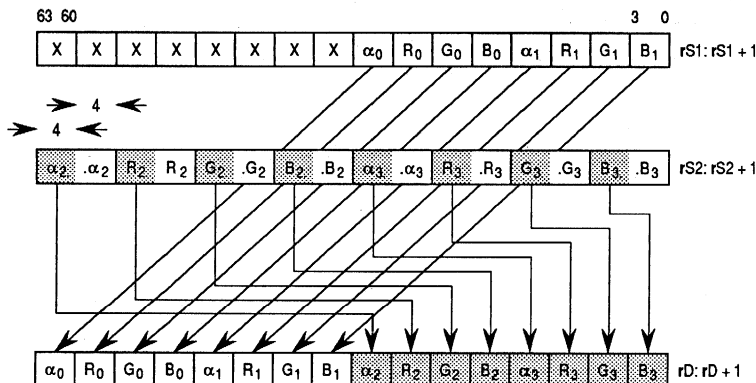 63 60 3 0
X X X X X X X X α₀ R₀ G₀ B₀ α₁ R₁ G₁ B₁ rS1: rS1 + 1
4
4
α₂ .α₂ R₂ R₂ G₂ .G₂ B₂ .B₂ α₃ .α₃ R₃ .R₃ G₃ .G₃ B₃ .B₃ rS2: rS2 + 1
α₀ R₀ G₀ B₀ α₁ R₁ G₁ B₁ α₂ R₂ G₂ B₂ α₃ R₃ G₃ B₃ rD: rD + 1